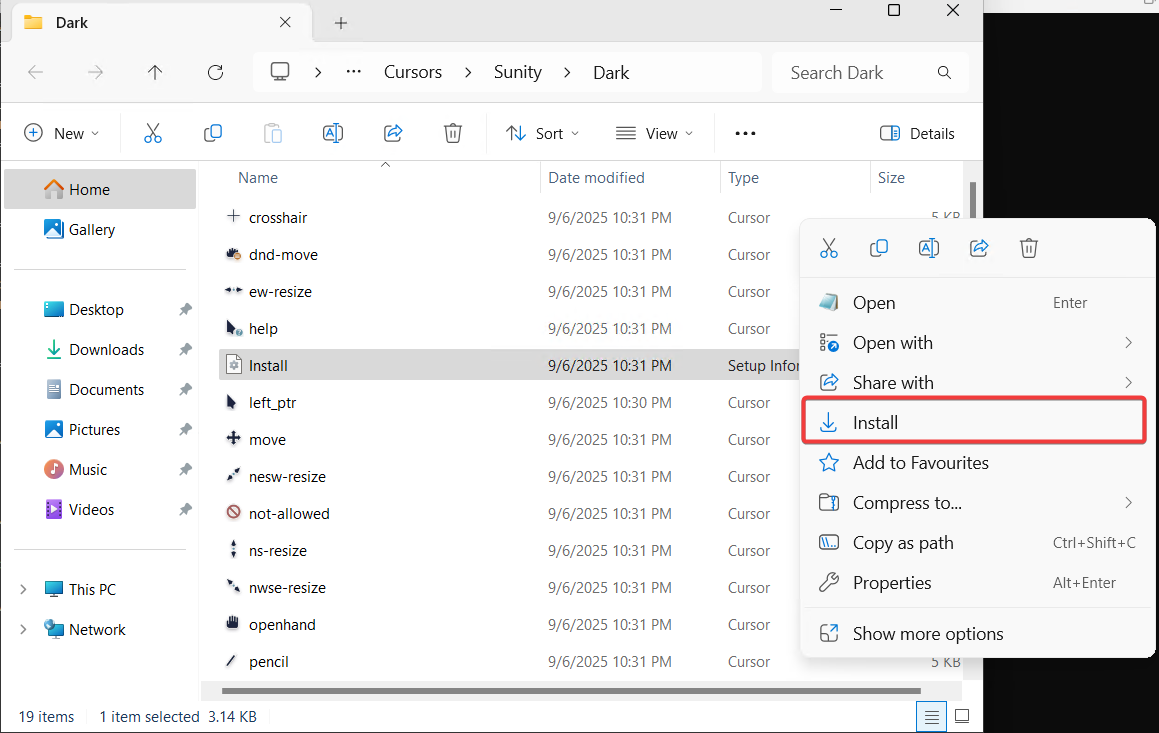 Dark
Cursors Sunity Dark Search Dark
New Sort View Details
Name Date modified Type Size
Home
Gallery
Desktop
Downloads
Documents
Pictures
Music
Videos
This PC
Network
crosshair 9/6/2025 10:31 PM Cursor 5 KB
dnd-move 9/6/2025 10:31 PM Cursor
ew-resize 9/6/2025 10:31 PM Cursor
help 9/6/2025 10:31 PM Cursor
Install 9/6/2025 10:31 PM Setup Infor
left_ptr 9/6/2025 10:30 PM Cursor
move 9/6/2025 10:31 PM Cursor
nesw-resize 9/6/2025 10:31 PM Cursor
not-allowed 9/6/2025 10:31 PM Cursor
ns-resize 9/6/2025 10:31 PM Cursor
nwse-resize 9/6/2025 10:31 PM Cursor
openhand 9/6/2025 10:31 PM Cursor
pencil 9/6/2025 10:31 PM Cursor 5 KB
Open Enter
Open with
Share with
Install
Add to Favourites
Compress to...
Copy as path Ctrl+Shift+C
Properties Alt+Enter
Show more options
19 items 1 item selected 3.14 KB